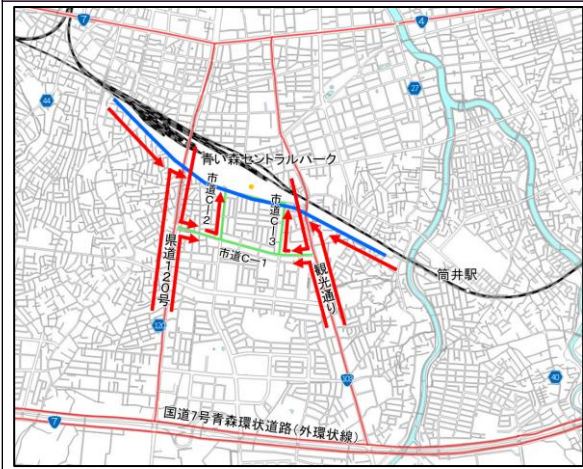 7
4
44
27
青い森セントラルパーク
市道C-2
市道C-3
市道C-1
県道120号
観光通り
筒井駅
120
103
40
国道7号青森環状道路(外環状線)
7